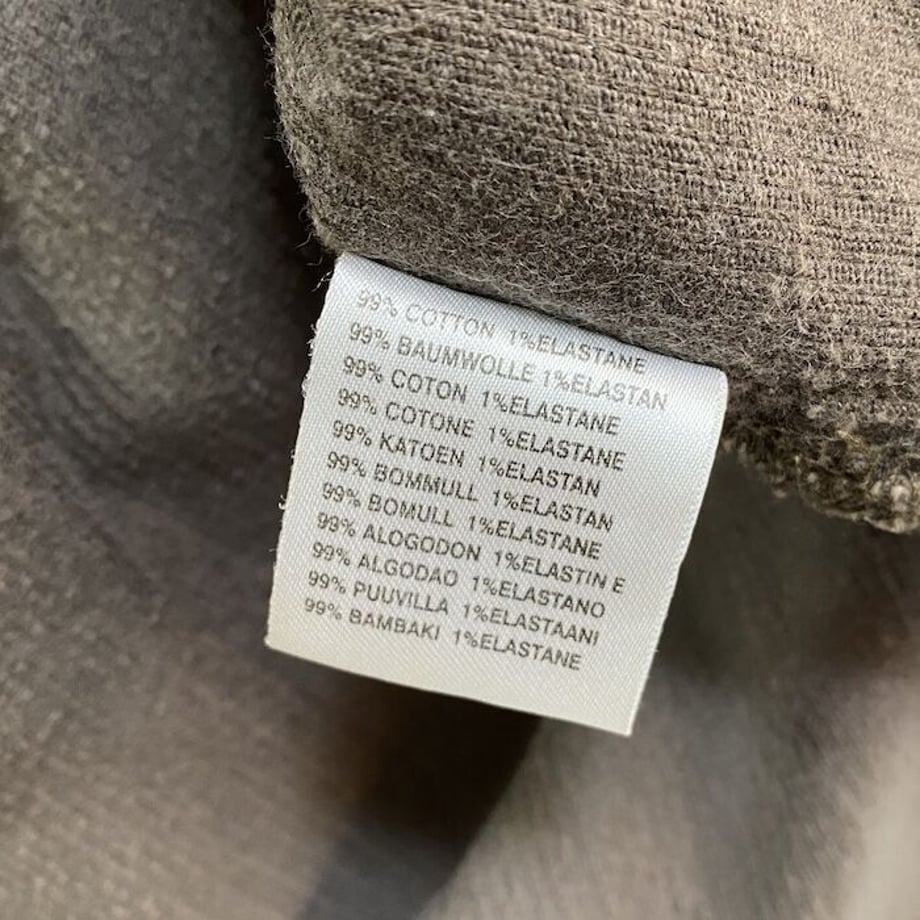 99% COTTON 1%ELASTANE
99% BAUMWOLLE 1%ELASTAN
99% COTON 1%ELASTANE
99% COTONE 1%ELASTANE
99% KATOEN 1%ELASTAN
99% BOMMULL 1%ELASTAN
99% BOMULL 1%ELASTANE
99% ALOGODON 1%ELASTIN E
99% ALGODAO 1%ELASTANO
99% PUUVILLA 1%ELASTAANI
99% BAMBAKI 1%ELASTANE